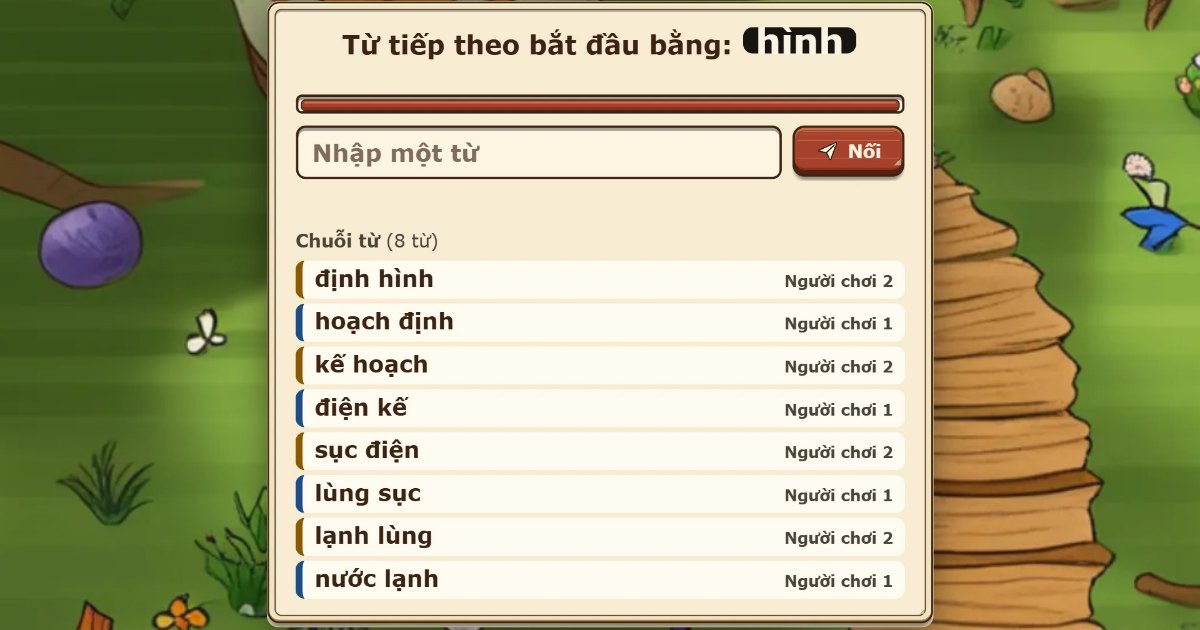 Từ tiếp theo bắt đầu bằng: hình
Nhập một từ
Nối
Chuỗi từ (8 từ)
định hình Người chơi 2
hoạch định Người chơi 1
kế hoạch Người chơi 2
điện kế Người chơi 1
sục điện Người chơi 2
lùng sục Người chơi 1
lạnh lùng Người chơi 2
nước lạnh Người chơi 1